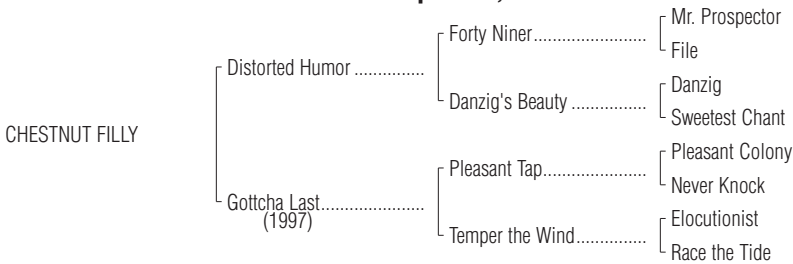 Mr. Prospector
Forty Niner......................
File
Distorted Humor ...............
Danzig
Danzig's Beauty ................
Sweetest Chant
CHESTNUT FILLY
Pleasant Colony
Pleasant Tap......................
Never Knock
Gottcha Last......................
(1997)
Elocutionist
Temper the Wind...............
Race the Tide